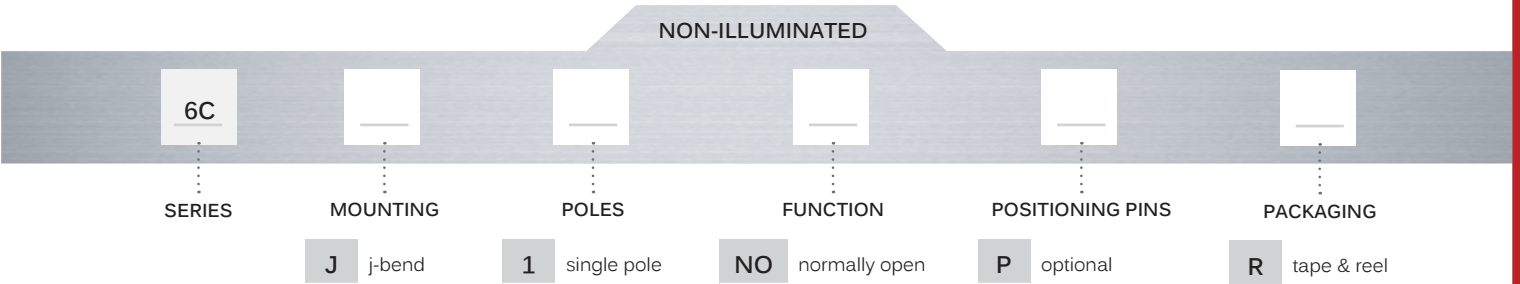 NON-ILLUMINATED
6C
SERIES MOUNTING POLES FUNCTION POSITIONING PINS PACKAGING
J j-bend 1 single pole NO normally open P optional R tape & reel